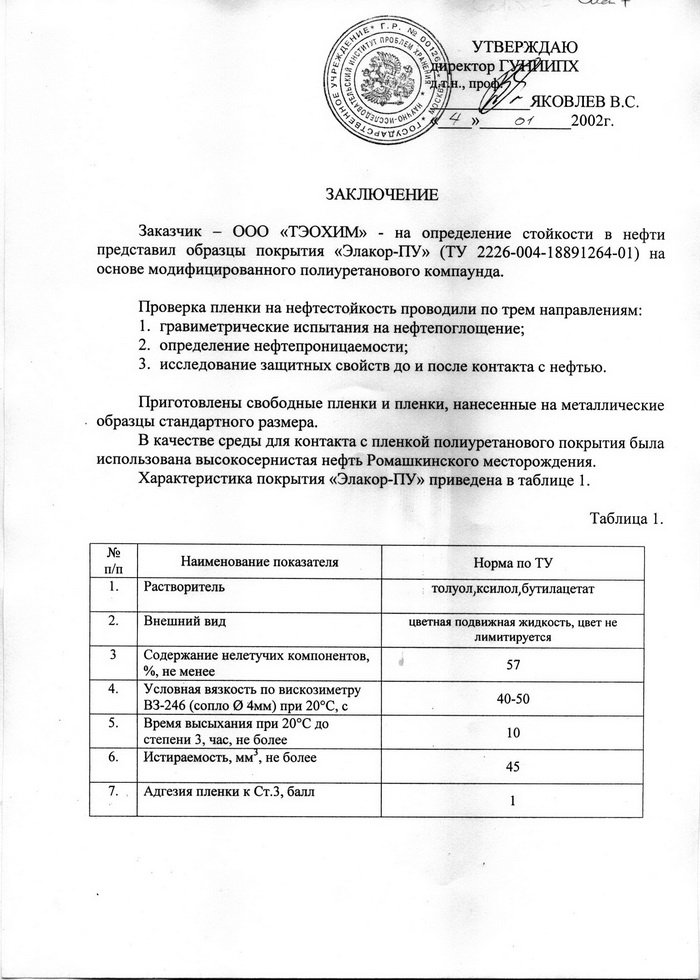 УТВЕРЖДАЮ
директор ГУНИИПХ
д.т.н., проф.
ЯКОВЛЕВ В.С.
« 4 » 01 2002г.
ГОСУДАРСТВЕННОЕ УЧРЕЖДЕНИЕ * Г.Р. №
НАУЧНО-ИССЛЕДОВАТЕЛЬСКИЙ ИНСТИТУТ ПРОБЛЕМ ХРАНЕНИЯ
ЗАКЛЮЧЕНИЕ
Заказчик – ООО «ТЭОХИМ» - на определение стойкости в нефти
представил образцы покрытия «Элакор-ПУ» (ТУ 2226-004-18891264-01) на
основе модифицированного полиуретанового компаунда.
Проверка пленки на нефтестойкость проводили по трем направлениям:
1. гравиметрические испытания на нефтепоглощение;
2. определение нефтепроницаемости;
3. исследование защитных свойств до и после контакта с нефтью.
Приготовлены свободные пленки и пленки, нанесенные на металлические
образцы стандартного размера.
В качестве среды для контакта с пленкой полиуретанового покрытия была
использована высокосернистая нефть Ромашкинского месторождения.
Характеристика покрытия «Элакор-ПУ» приведена в таблице 1.
Таблица 1.
№
п/п
Наименование показателя
Норма по ТУ
1. Растворитель толуол,ксилол,бутилацетат
2. Внешний вид цветная подвижная жидкость, цвет не
лимитируется
3 Содержание нелетучих компонентов,
%, не менее 57
4. Условная вязкость по вискозиметру
ВЗ-246 (сопло Ø 4мм) при 20°С, с 40-50
5. Время высыхания при 20°С до
степени 3, час, не более 10
6. Истираемость, мм³, не более 45
7. Адгезия пленки к Ст.3, балл 1